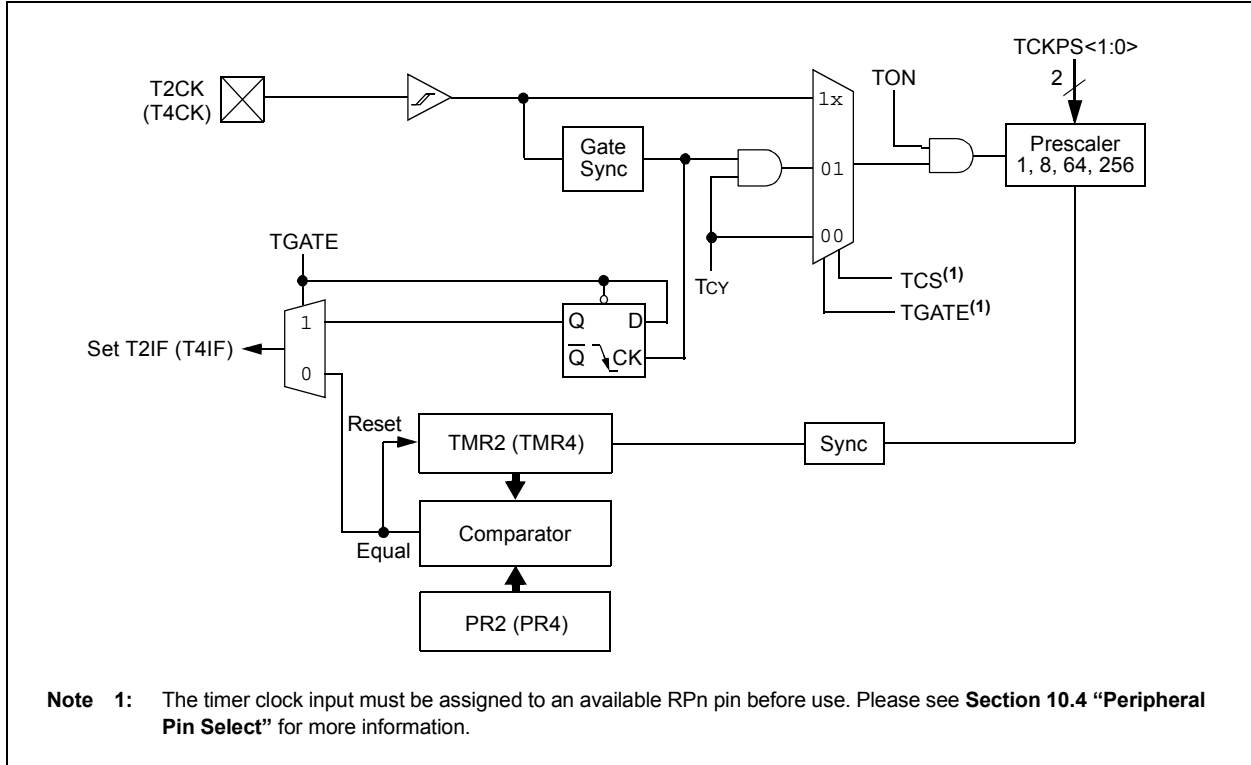 TCKPS<1:0>
2
T2CK
(T4CK)
TON
1x
Gate
Sync
Prescaler
1, 8, 64, 256
01
00
TGATE
TCY
TCS(1)
TGATE(1)
1
Q D
Q CK
Set T2IF (T4IF)
0
Reset
TMR2 (TMR4)
Sync
Comparator
Equal
PR2 (PR4)
Note 1: The timer clock input must be assigned to an available RPn pin before use. Please see Section 10.4 “Peripheral
Pin Select” for more information.